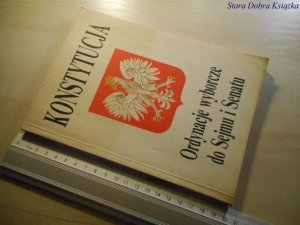 Stara Dobra Książka
KONSTYTUCJA
Ordynacje wyborcze
do Sejmu i Senatu